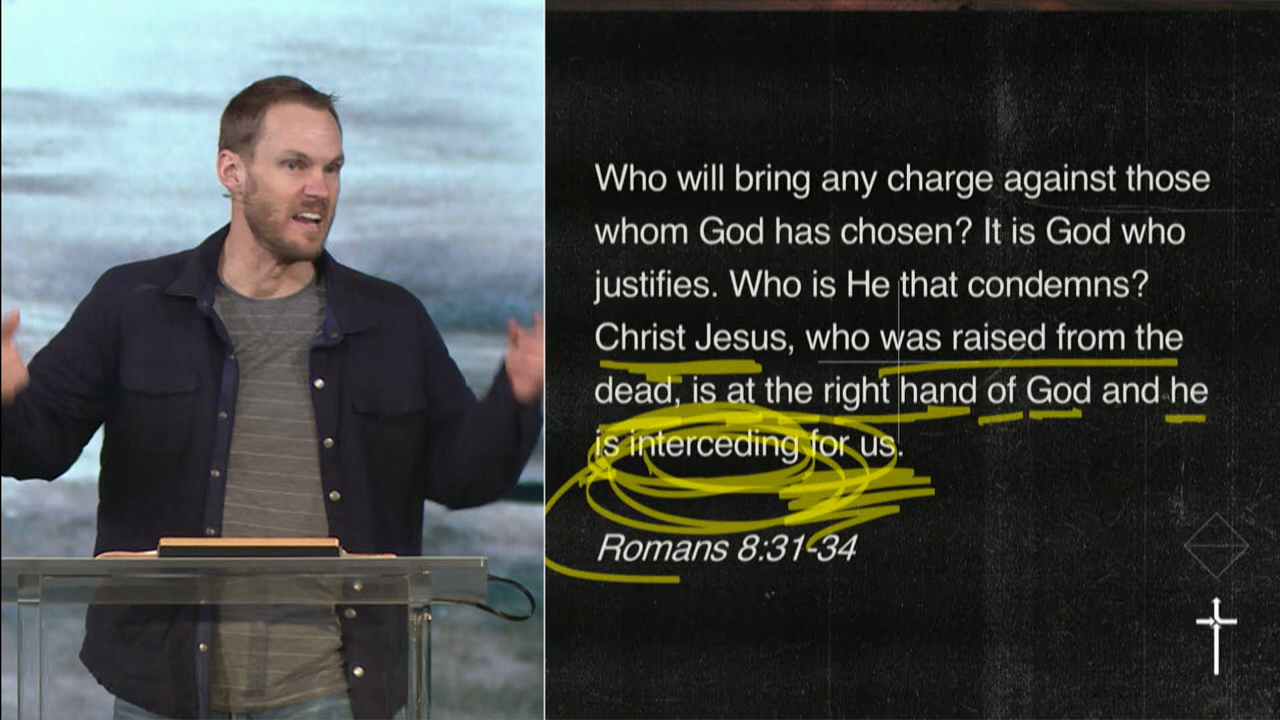 Who will bring any charge against those
whom God has chosen? It is God who
justifies. Who is He that condemns?
Christ Jesus, who was raised from the
dead, is at the right hand of God and he
is interceding for us.
Romans 8:31-34